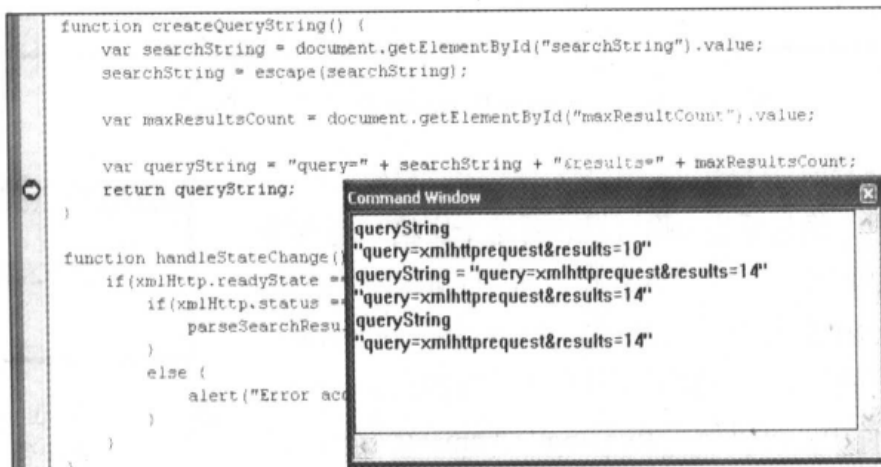 function createQueryString() {
var searchString = document.getElementById("searchString").value;
searchString = escape(searchString);
var maxResultsCount = document.getElementById("maxResultCount").value;
var queryString = "query=" + searchString + "&results=" + maxResultsCount;
return queryString;
}
function handleStateChange()
if(xmlHttp.readyState ==
if(xmlHttp.status ==
parseSearchResu
}
else {
alert("Error acc
}
}
}
Command Window
queryString
"query=xmlhttprequest&results=10"
queryString = "query=xmlhttprequest&results=14"
"query=xmlhttprequest&results=14"
queryString
"query=xmlhttprequest&results=14"